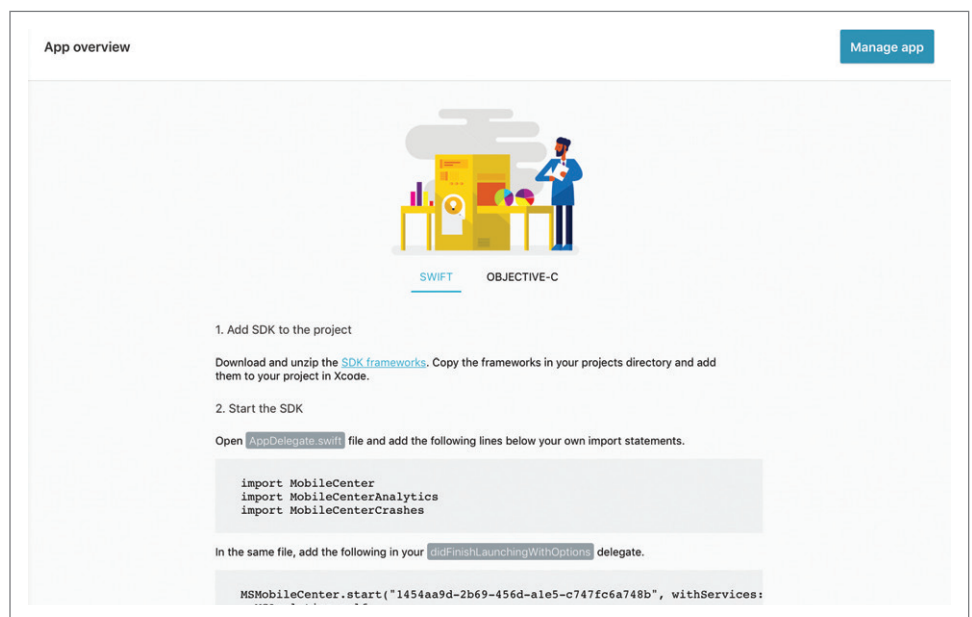 App overview
Manage app
SWIFT OBJECTIVE-C
1. Add SDK to the project
Download and unzip the SDK frameworks. Copy the frameworks in your projects directory and add
them to your project in Xcode.
2. Start the SDK
Open AppDelegate.swift file and add the following lines below your own import statements.
import MobileCenter
import MobileCenterAnalytics
import MobileCenterCrashes
In the same file, add the following in your didFinishLaunchingWithOptions delegate.
MSMobileCenter.start("1454aa9d-2b69-456d-a1e5-c747fc6a748b", withServices: